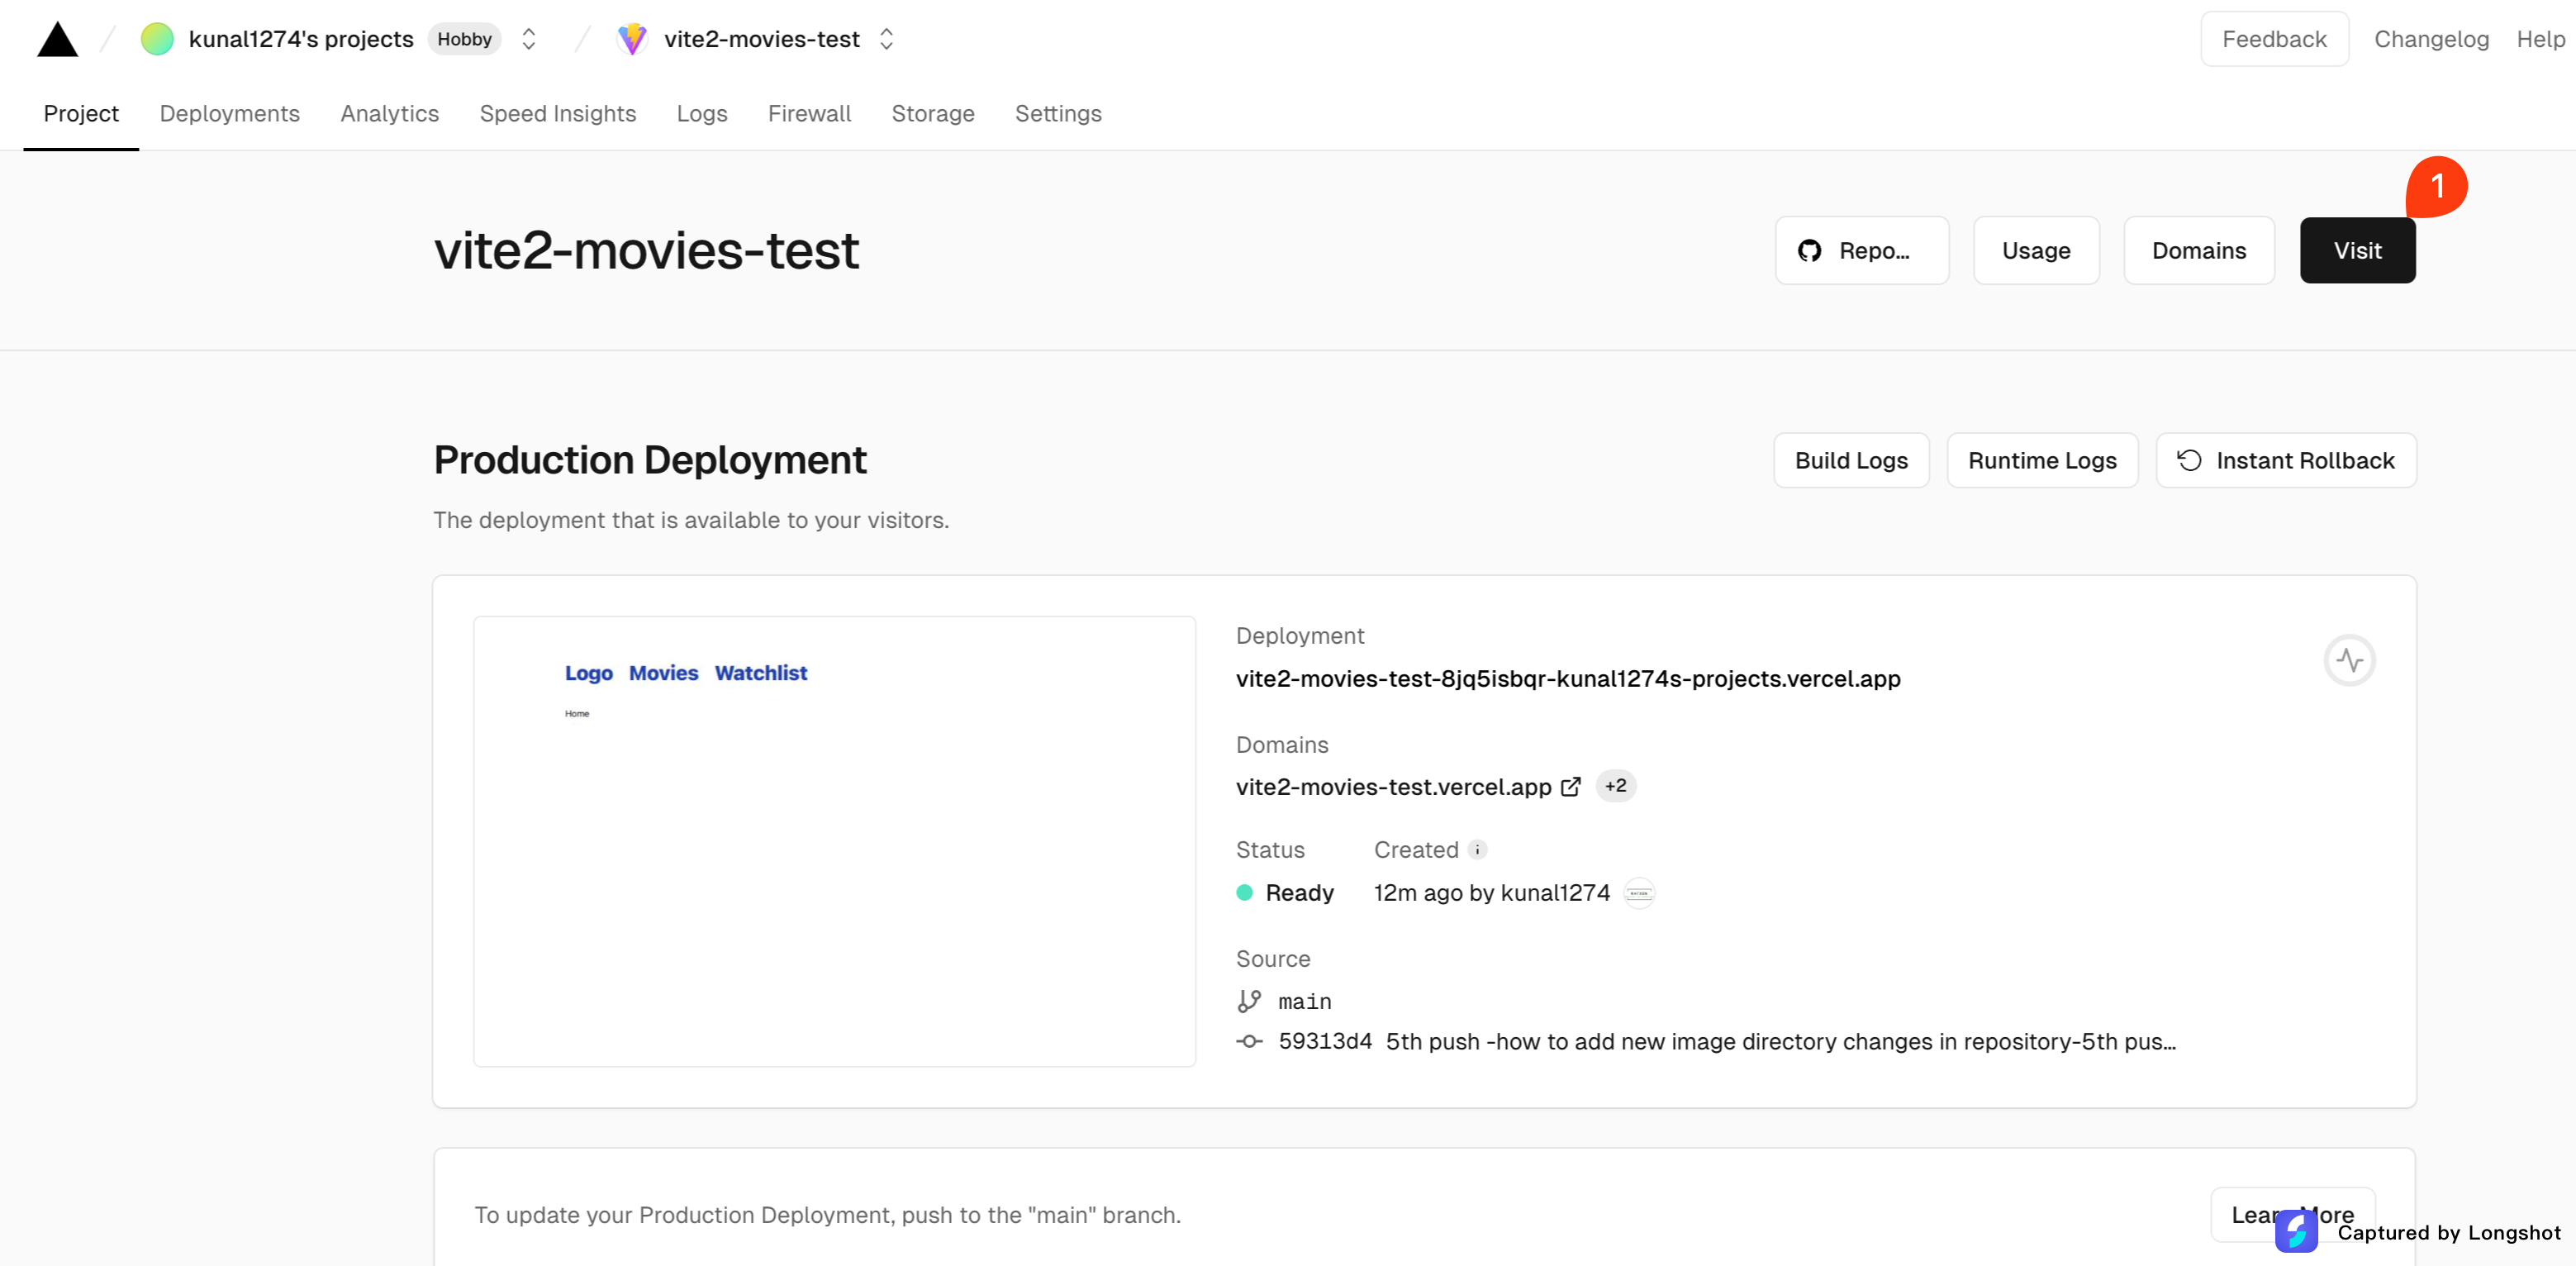 kunal1274's projects Hobby vite2-movies-test Feedback Changelog Help
Project Deployments Analytics Speed Insights Logs Firewall Storage Settings
1
vite2-movies-test Repo... Usage Domains Visit
Production Deployment Build Logs Runtime Logs Instant Rollback
The deployment that is available to your visitors.
Logo Movies Watchlist
Home
Deployment
vite2-movies-test-8jq5isbqr-kunal1274s-projects.vercel.app
Domains
vite2-movies-test.vercel.app +2
Status Created
Ready 12m ago by kunal1274
Source
main
59313d4 5th push -how to add new image directory changes in repository-5th pus...
To update your Production Deployment, push to the "main" branch.
Captured by Longshot